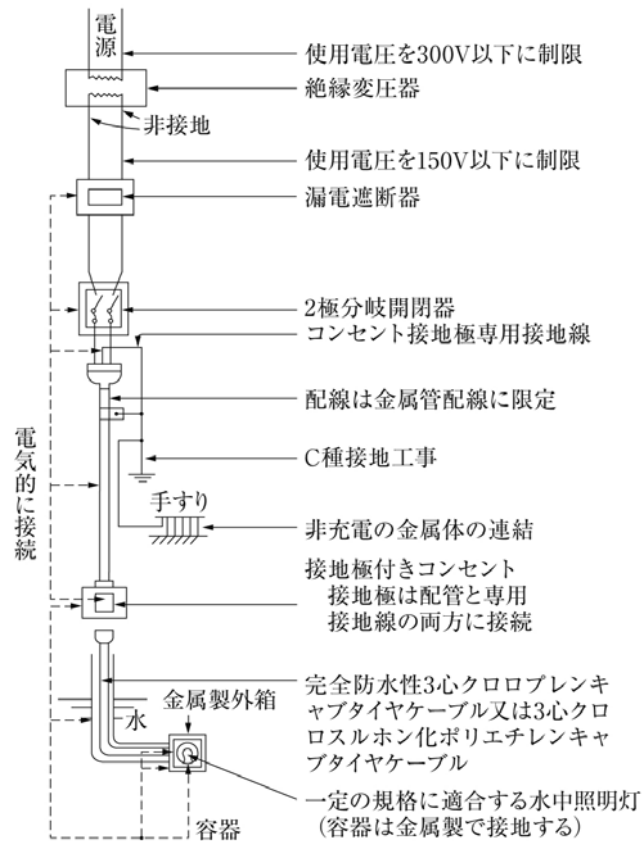 電源
使用電圧を300V以下に制限
絶縁変圧器
非接地
使用電圧を150V以下に制限
漏電遮断器
2極分岐開閉器
コンセント接地極専用接地線
配線は金属管配線に限定
電気的に接続
C種接地工事
手すり
非充電の金属体の連結
接地極付きコンセント
接地極は配管と専用
接地線の両方に接続
完全防水性3心クロロプレンキ
ャブタイヤケーブル又は3心クロ
ロスルホン化ポリエチレンキャ
ブタイヤケーブル
金属製外箱
水
一定の規格に適合する水中照明灯
(容器は金属製で接地する)
容器